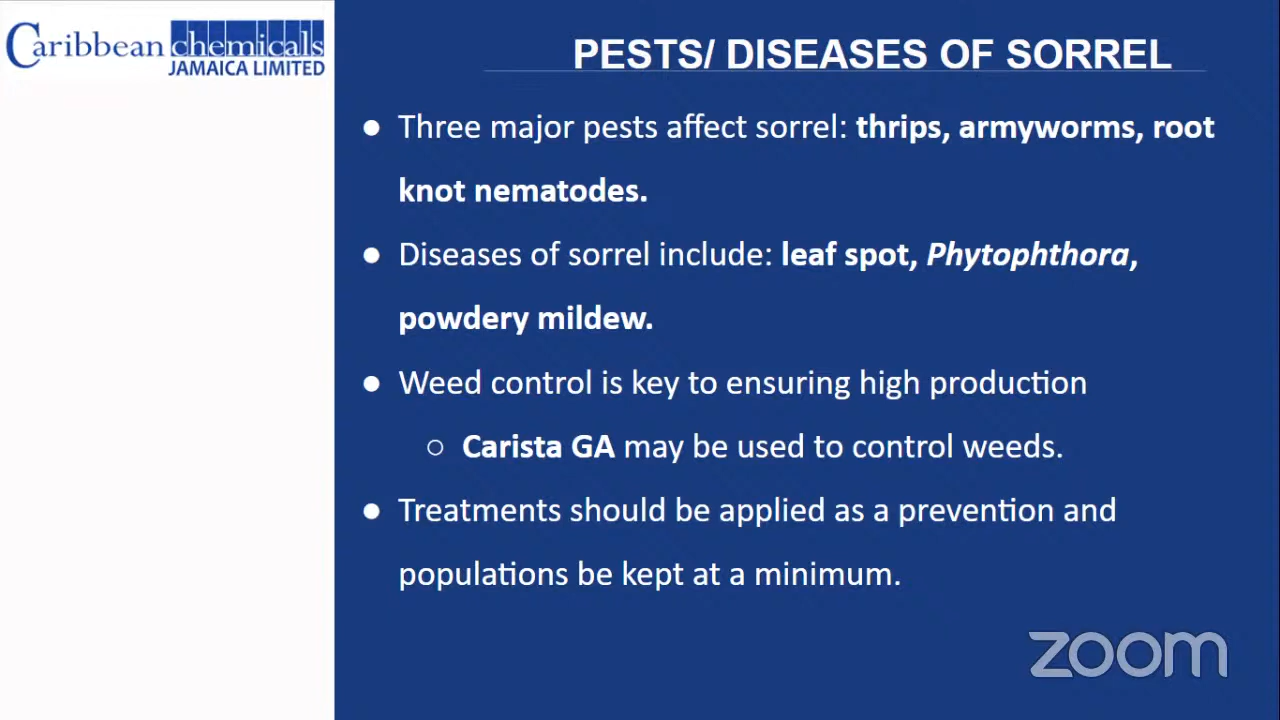 Caribbean chemicals
JAMAICA LIMITED
PESTS/ DISEASES OF SORREL
● Three major pests affect sorrel: thrips, armyworms, root
knot nematodes.
● Diseases of sorrel include: leaf spot, Phytophthora,
powdery mildew.
● Weed control is key to ensuring high production
○ Carista GA may be used to control weeds.
● Treatments should be applied as a prevention and
populations be kept at a minimum.
zoom